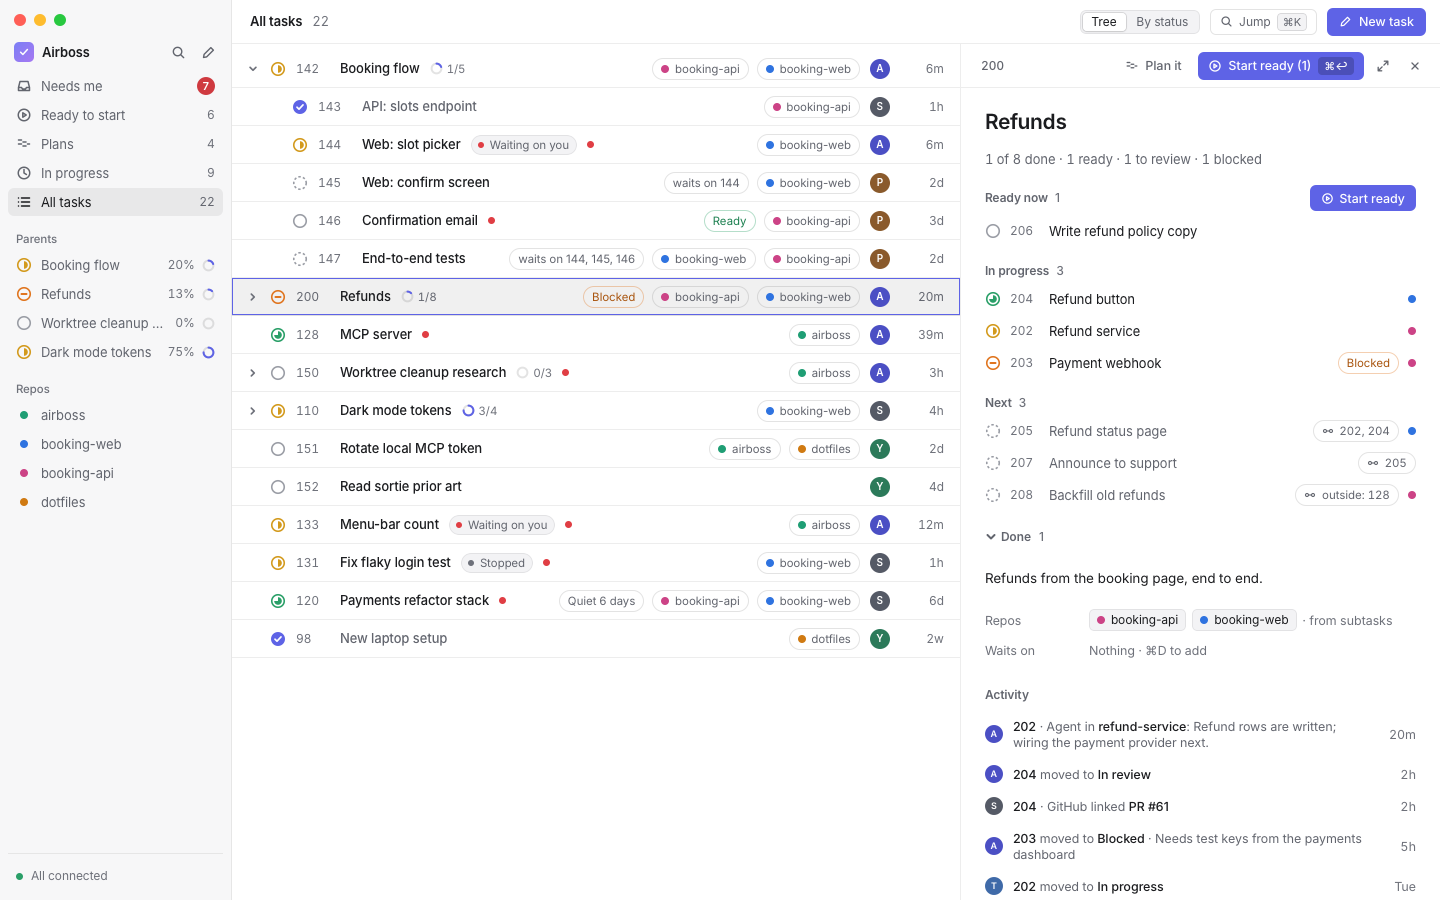 Airboss
Needs me 7
Ready to start 6
Plans 4
In progress 9
All tasks 22
Parents
Booking flow 20%
Refunds 13%
Worktree cleanup ... 0%
Dark mode tokens 75%
Repos
airboss
booking-web
booking-api
dotfiles
All connected
All tasks 22
Tree By status Jump ⌘K New task
142 Booking flow 1/5 booking-api booking-web A 6m
143 API: slots endpoint booking-api S 1h
144 Web: slot picker Waiting on you booking-web A 6m
145 Web: confirm screen waits on 144 booking-web P 2d
146 Confirmation email Ready booking-api P 3d
147 End-to-end tests waits on 144, 145, 146 booking-web booking-api P 2d
200 Refunds 1/8 Blocked booking-api booking-web A 20m
128 MCP server airboss A 39m
150 Worktree cleanup research 0/3 airboss A 3h
110 Dark mode tokens 3/4 booking-web S 4h
151 Rotate local MCP token airboss dotfiles Y 2d
152 Read sortie prior art Y 4d
133 Menu-bar count Waiting on you airboss A 12m
131 Fix flaky login test Stopped booking-web S 1h
120 Payments refactor stack Quiet 6 days booking-api booking-web S 6d
98 New laptop setup dotfiles Y 2w
200 Plan it Start ready (1) ⌘↩
Refunds
1 of 8 done · 1 ready · 1 to review · 1 blocked
Ready now 1 Start ready
206 Write refund policy copy
In progress 3
204 Refund button
202 Refund service
203 Payment webhook Blocked
Next 3
205 Refund status page 202, 204
207 Announce to support 205
208 Backfill old refunds outside: 128
Done 1
Refunds from the booking page, end to end.
Repos booking-api booking-web · from subtasks
Waits on Nothing · ⌘D to add
Activity
A 202 · Agent in refund-service: Refund rows are written; 20m
wiring the payment provider next.
A 204 moved to In review 2h
S 204 · GitHub linked PR #61 2h
A 203 moved to Blocked · Needs test keys from the payments 5h
dashboard
T 202 moved to In progress Tue